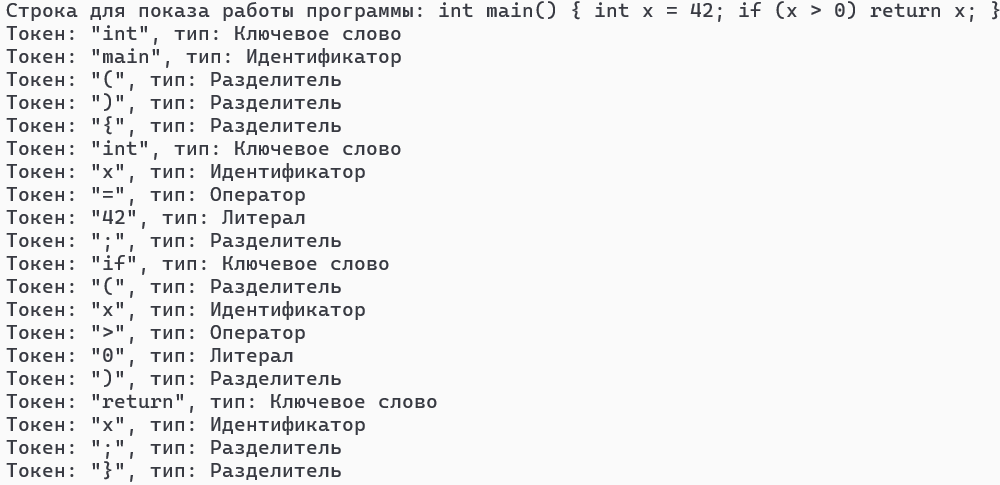 Строка для показа работы программы: int main() { int x = 42; if (x > 0) return x; }
Токен: "int", тип: Ключевое слово
Токен: "main", тип: Идентификатор
Токен: "(", тип: Разделитель
Токен: ")", тип: Разделитель
Токен: "{", тип: Разделитель
Токен: "int", тип: Ключевое слово
Токен: "x", тип: Идентификатор
Токен: "=", тип: Оператор
Токен: "42", тип: Литерал
Токен: ";", тип: Разделитель
Токен: "if", тип: Ключевое слово
Токен: "(", тип: Разделитель
Токен: "x", тип: Идентификатор
Токен: ">", тип: Оператор
Токен: "0", тип: Литерал
Токен: ")", тип: Разделитель
Токен: "return", тип: Ключевое слово
Токен: "x", тип: Идентификатор
Токен: ";", тип: Разделитель
Токен: "}", тип: Разделитель